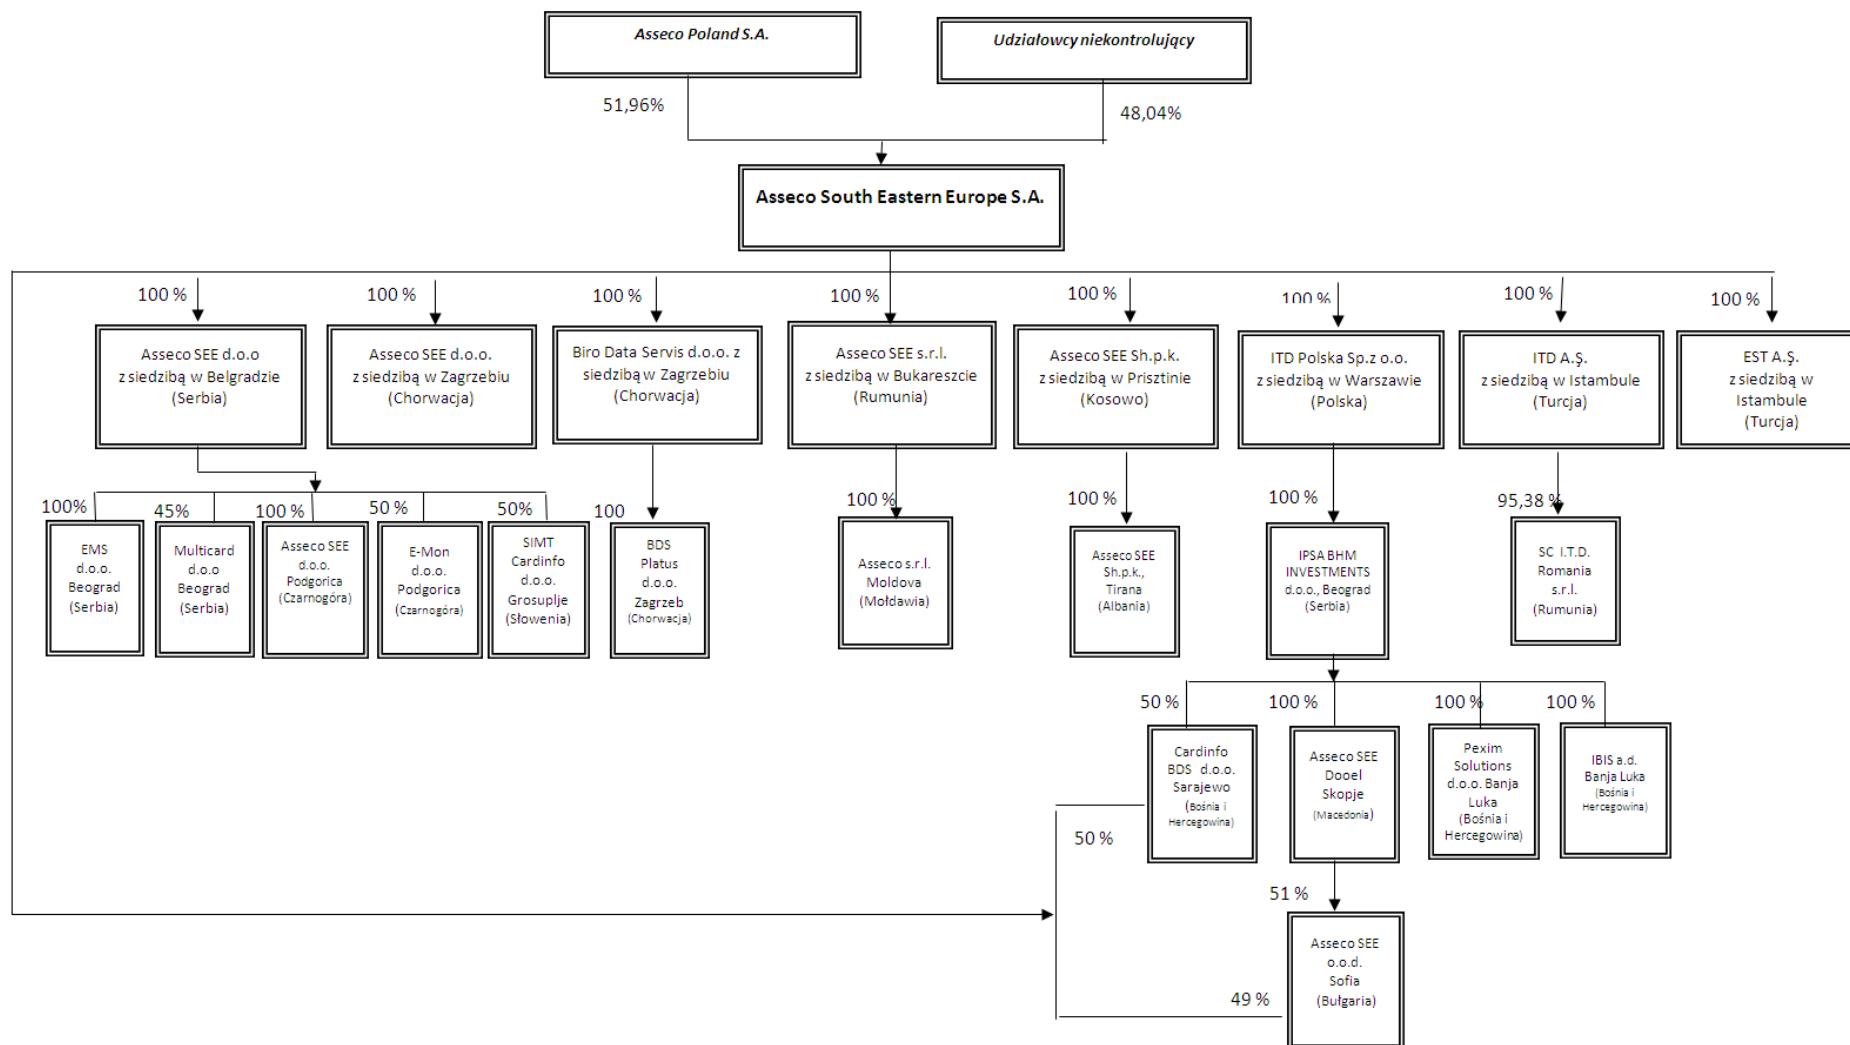 Asseco Poland S.A.
Udziałowcy niekontrolujący
51,96%
48,04%
Asseco South Eastern Europe S.A.
100 %
100 %
100 %
100 %
100 %
100 %
100 %
100 %
Asseco SEE d.o.o
z siedzibą w Belgradzie
(Serbia)
Asseco SEE d.o.o.
z siedzibą w Zagrzebiu
(Chorwacja)
Biro Data Servis d.o.o. z
siedzibą w Zagrzebiu
(Chorwacja)
Asseco SEE s.r.l.
z siedzibą w Bukareszcie
(Rumunia)
Asseco SEE Sh.p.k.
z siedzibą w Prisztinie
(Kosowo)
ITD Polska Sp.z o.o.
z siedzibą w Warszawie
(Polska)
ITD A.Ş.
z siedzibą w Istambule
(Turcja)
EST A.Ş.
z siedzibą w
Istambule
(Turcja)
100%
45%
100 %
50 %
50%
100
100 %
100 %
100 %
95,38 %
EMS
d.o.o.
Beograd
(Serbia)
Multicard
d.o.o
Beograd
(Serbia)
Asseco SEE
d.o.o.
Podgorica
(Czarnogóra)
E-Mon
d.o.o.
Podgorica
(Czarnogóra)
SIMT
Cardinfo
d.o.o.
Grosuplje
(Słowenia)
BDS
Platus
d.o.o.
Zagrzeb
(Chorwacja)
Asseco s.r.l.
Moldova
(Mołdawia)
Asseco SEE
Sh.p.k.,
Tirana
(Albania)
IPSA BHM
INVESTMENTS
d.o.o., Beograd
(Serbia)
SC I.T.D.
Romania
s.r.l.
(Rumunia)
50 %
100 %
100 %
100 %
Cardinfo
BDS d.o.o.
Sarajewo
(Bośnia i
Hercegowina)
Asseco SEE
Dooel
Skopje
(Macedonia)
Pexim
Solutions
d.o.o. Banja
Luka
(Bośnia i
Hercegowina)
IBIS a.d.
Banja Luka
(Bośnia i
Hercegowina)
50 %
51 %
Asseco SEE
o.o.d.
Sofia
(Bułgaria)
49 %